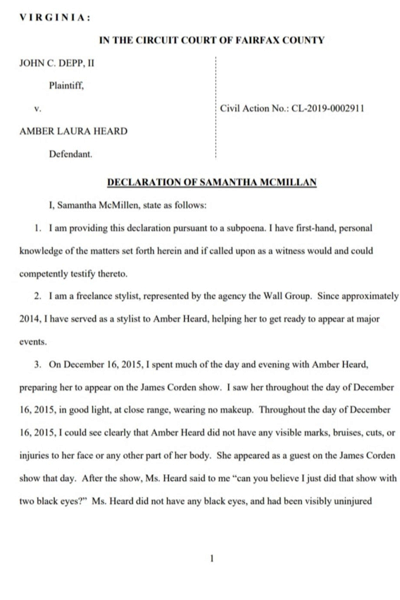 VIRGINIA:
IN THE CIRCUIT COURT OF FAIRFAX COUNTY
JOHN C. DEPP, II
Plaintiff,
v.
Civil Action No.: CL-2019-0002911
AMBER LAURA HEARD
Defendant.
DECLARATION OF SAMANTHA MCMILLAN
I, Samantha McMillen, state as follows:
1. I am providing this declaration pursuant to a subpoena. I have first-hand, personal
knowledge of the matters set forth herein and if called upon as a witness would and could
competently testify thereto.
2. I am a freelance stylist, represented by the agency the Wall Group. Since approximately
2014, I have served as a stylist to Amber Heard, helping her to get ready to appear at major
events.
3. On December 16, 2015, I spent much of the day and evening with Amber Heard,
preparing her to appear on the James Corden show. I saw her throughout the day of December
16, 2015, in good light, at close range, wearing no makeup. Throughout the day of December
16, 2015, I could see clearly that Amber Heard did not have any visible marks, bruises, cuts, or
injuries to her face or any other part of her body. She appeared as a guest on the James Corden
show that day. After the show, Ms. Heard said to me “can you believe I just did that show with
two black eyes?” Ms. Heard did not have any black eyes, and had been visibly uninjured
1